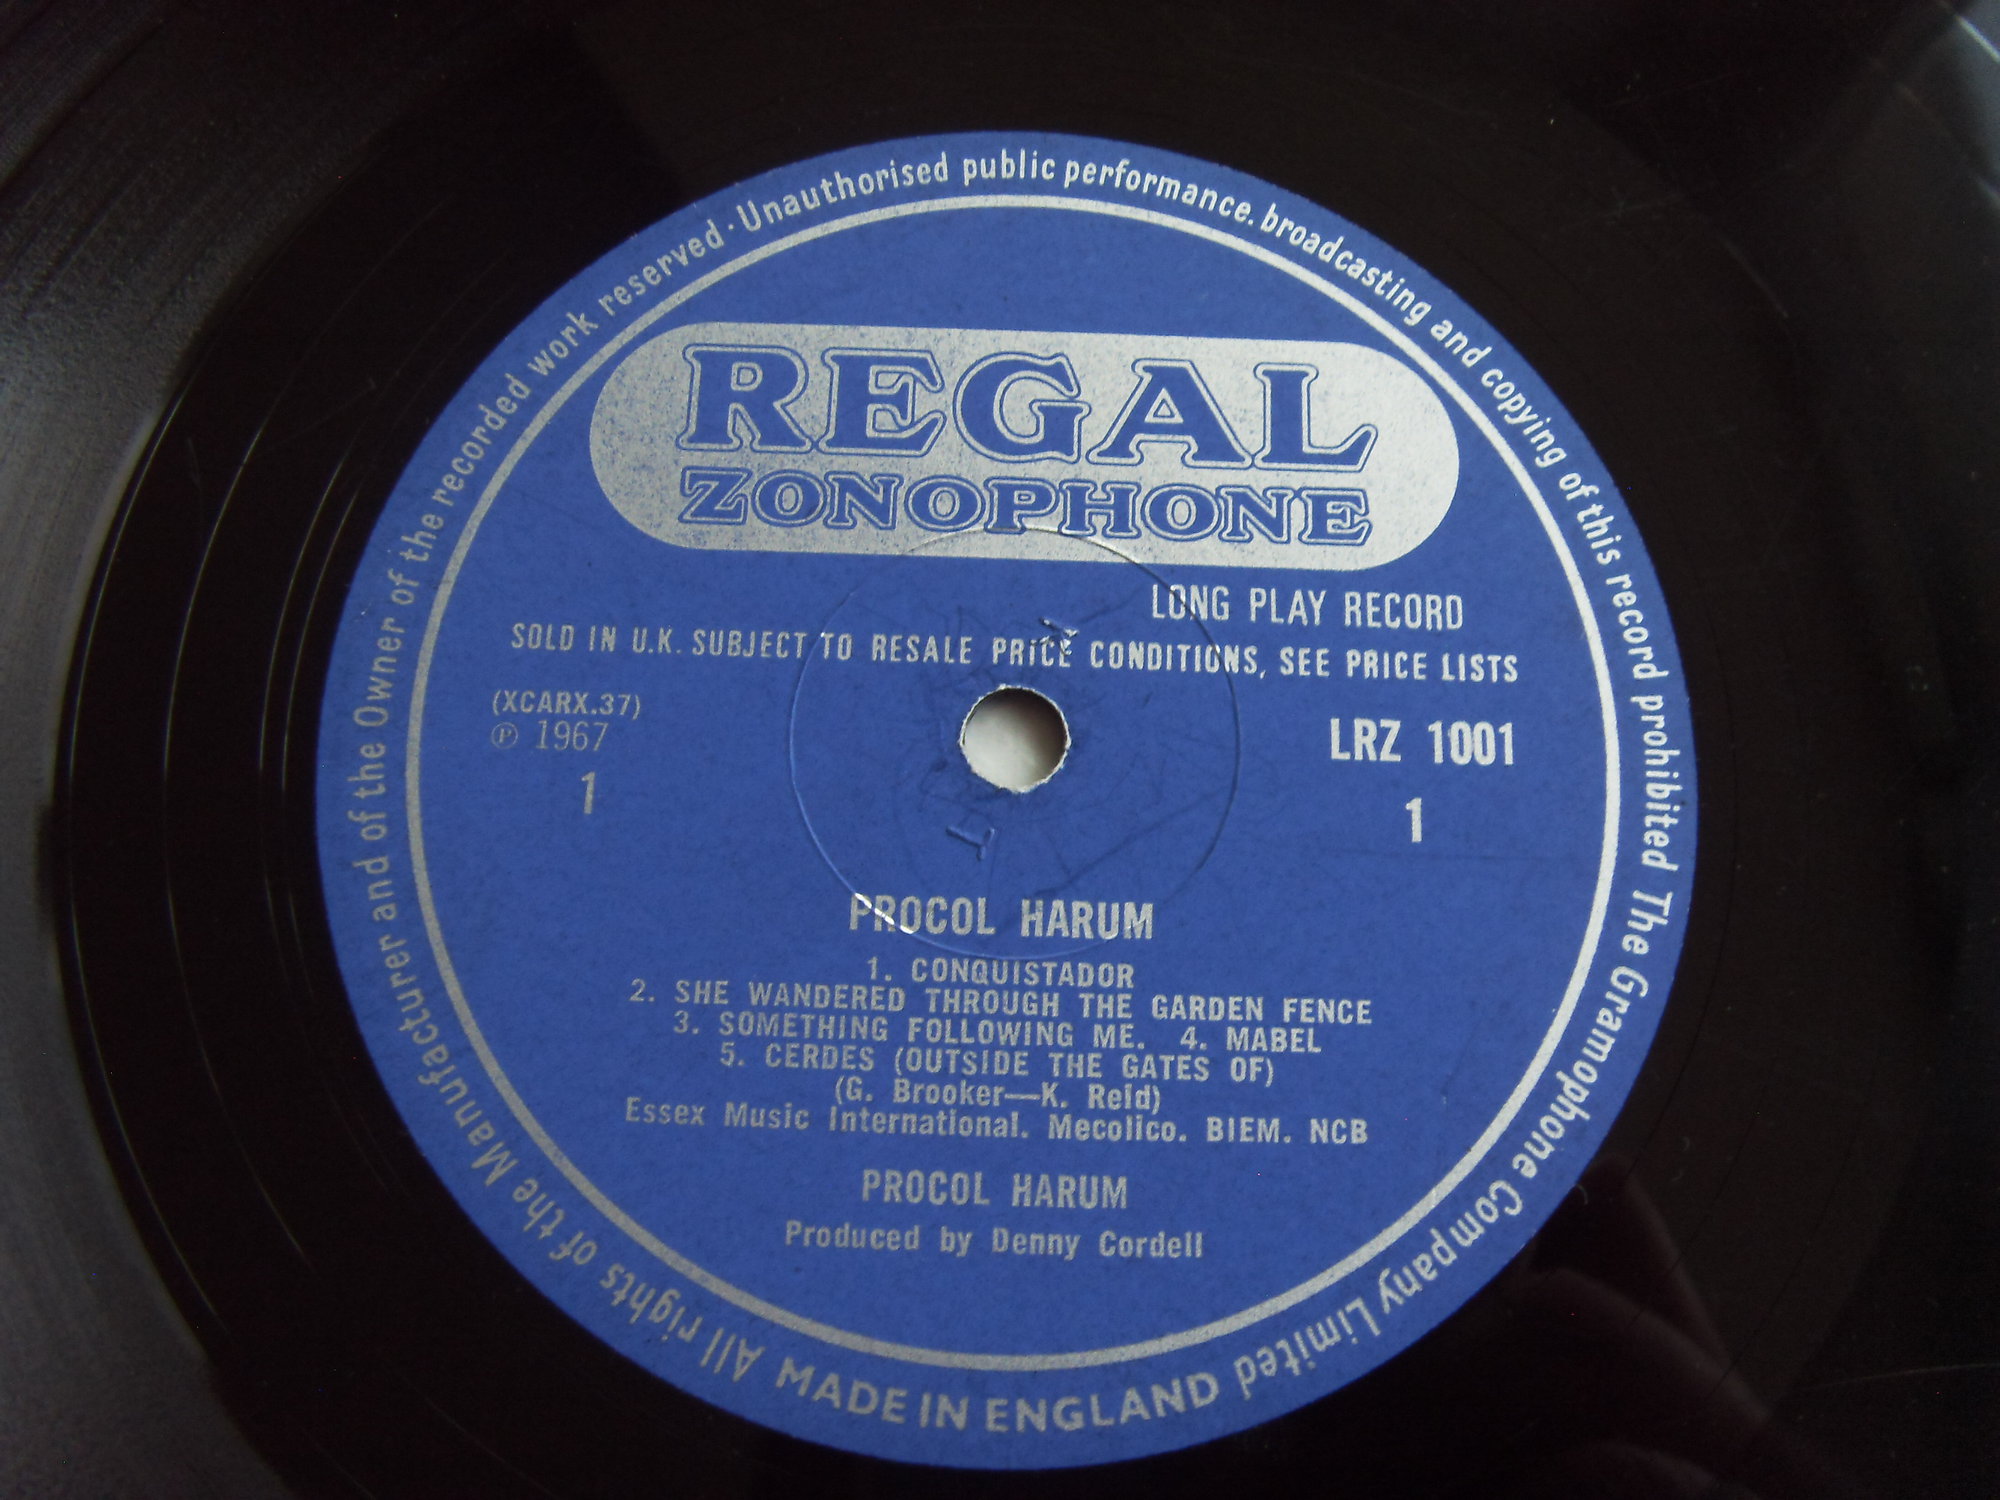 All rights of the Manufacturer and of the Owner of the recorded work reserved · Unauthorised public performance. broadcasting and copying of this record prohibited The Gramophone Company Limited
REGAL
ZONOPHONE
LONG PLAY RECORD
SOLD IN U.K. SUBJECT TO RESALE PRICE CONDITIONS, SEE PRICE LISTS
(XCARX.37)
℗ 1967
LRZ 1001
1
1
PROCOL HARUM
1. CONQUISTADOR
2. SHE WANDERED THROUGH THE GARDEN FENCE
3. SOMETHING FOLLOWING ME. 4. MABEL
5. CERDES (OUTSIDE THE GATES OF)
(G. Brooker—K. Reid)
Essex Music International. Mecolico. BIEM. NCB
PROCOL HARUM
Produced by Denny Cordell
MADE IN ENGLAND